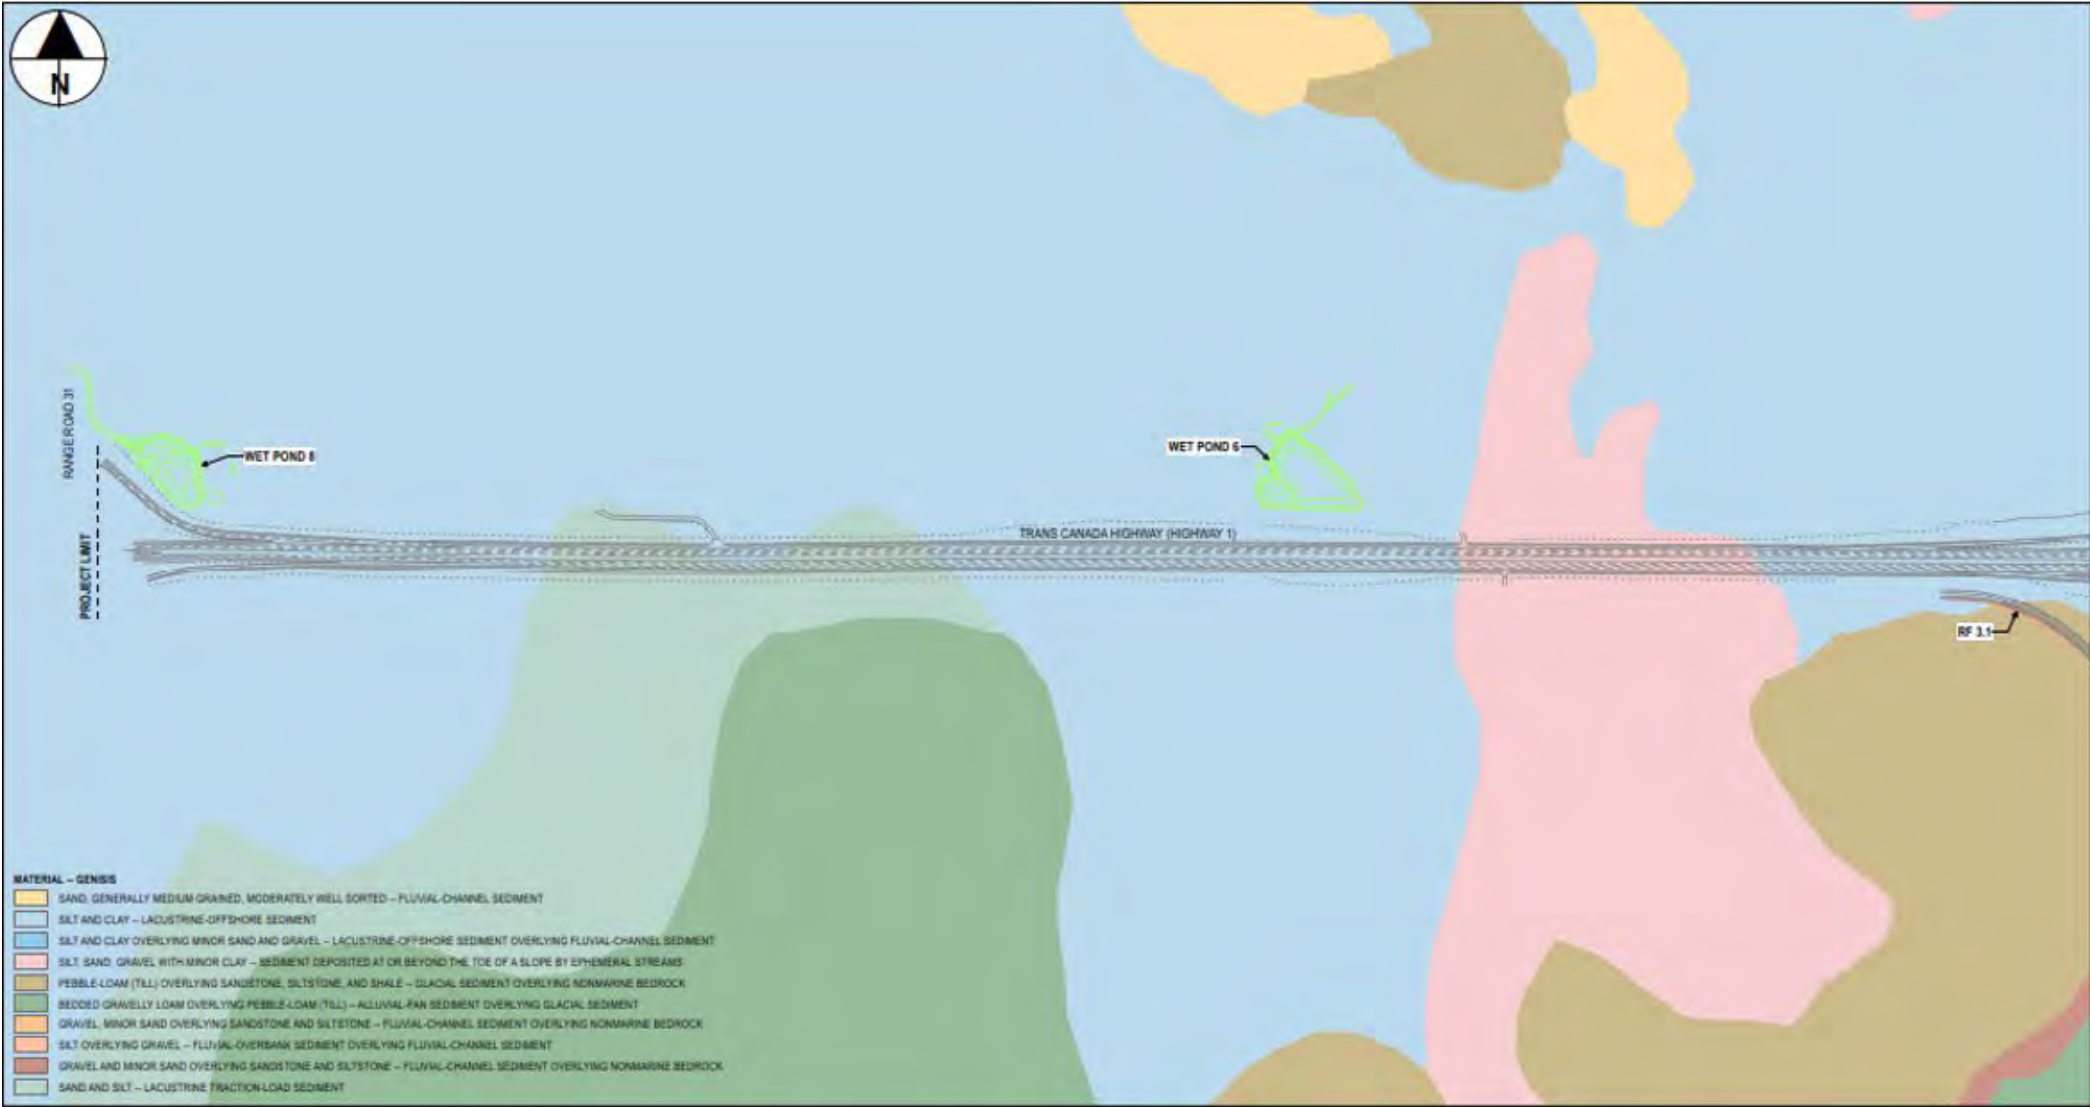 N
RANGE ROAD 31
WET POND 8
WET POND 6
TRANS CANADA HIGHWAY (HIGHWAY 1)
PROJECT LIMIT
RF 3.1
MATERIAL – GENISIS
SAND, GENERALLY MEDIUM GRAINED, MODERATELY WELL SORTED – FLUVIAL-CHANNEL SEDIMENT
SILT AND CLAY – LACUSTRINE-OFFSHORE SEDIMENT
SILT AND CLAY OVERLYING MINOR SAND AND GRAVEL – LACUSTRINE-OFFSHORE SEDIMENT OVERLYING FLUVIAL-CHANNEL SEDIMENT
SILT, SAND, GRAVEL WITH MINOR CLAY – SEDIMENT DEPOSITED AT OR BEYOND THE TOE OF A SLOPE BY EPHEMERAL STREAMS
PEBBLE-LOAM (TILL) OVERLYING SANDSTONE, SILTSTONE, AND SHALE – GLACIAL SEDIMENT OVERLYING NONMARINE BEDROCK
BEDDED GRAVELLY LOAM OVERLYING PEBBLE-LOAM (TILL) – ALLUVIAL-FAN SEDIMENT OVERLYING GLACIAL SEDIMENT
GRAVEL, MINOR SAND OVERLYING SANDSTONE AND SILTSTONE – FLUVIAL-CHANNEL SEDIMENT OVERLYING NONMARINE BEDROCK
SILT OVERLYING GRAVEL – FLUVIAL-OVERBANK SEDIMENT OVERLYING FLUVIAL-CHANNEL SEDIMENT
GRAVEL AND MINOR SAND OVERLYING SANDSTONE AND SILTSTONE – FLUVIAL-CHANNEL SEDIMENT OVERLYING NONMARINE BEDROCK
SAND AND SILT – LACUSTRINE TRACTION-LOAD SEDIMENT